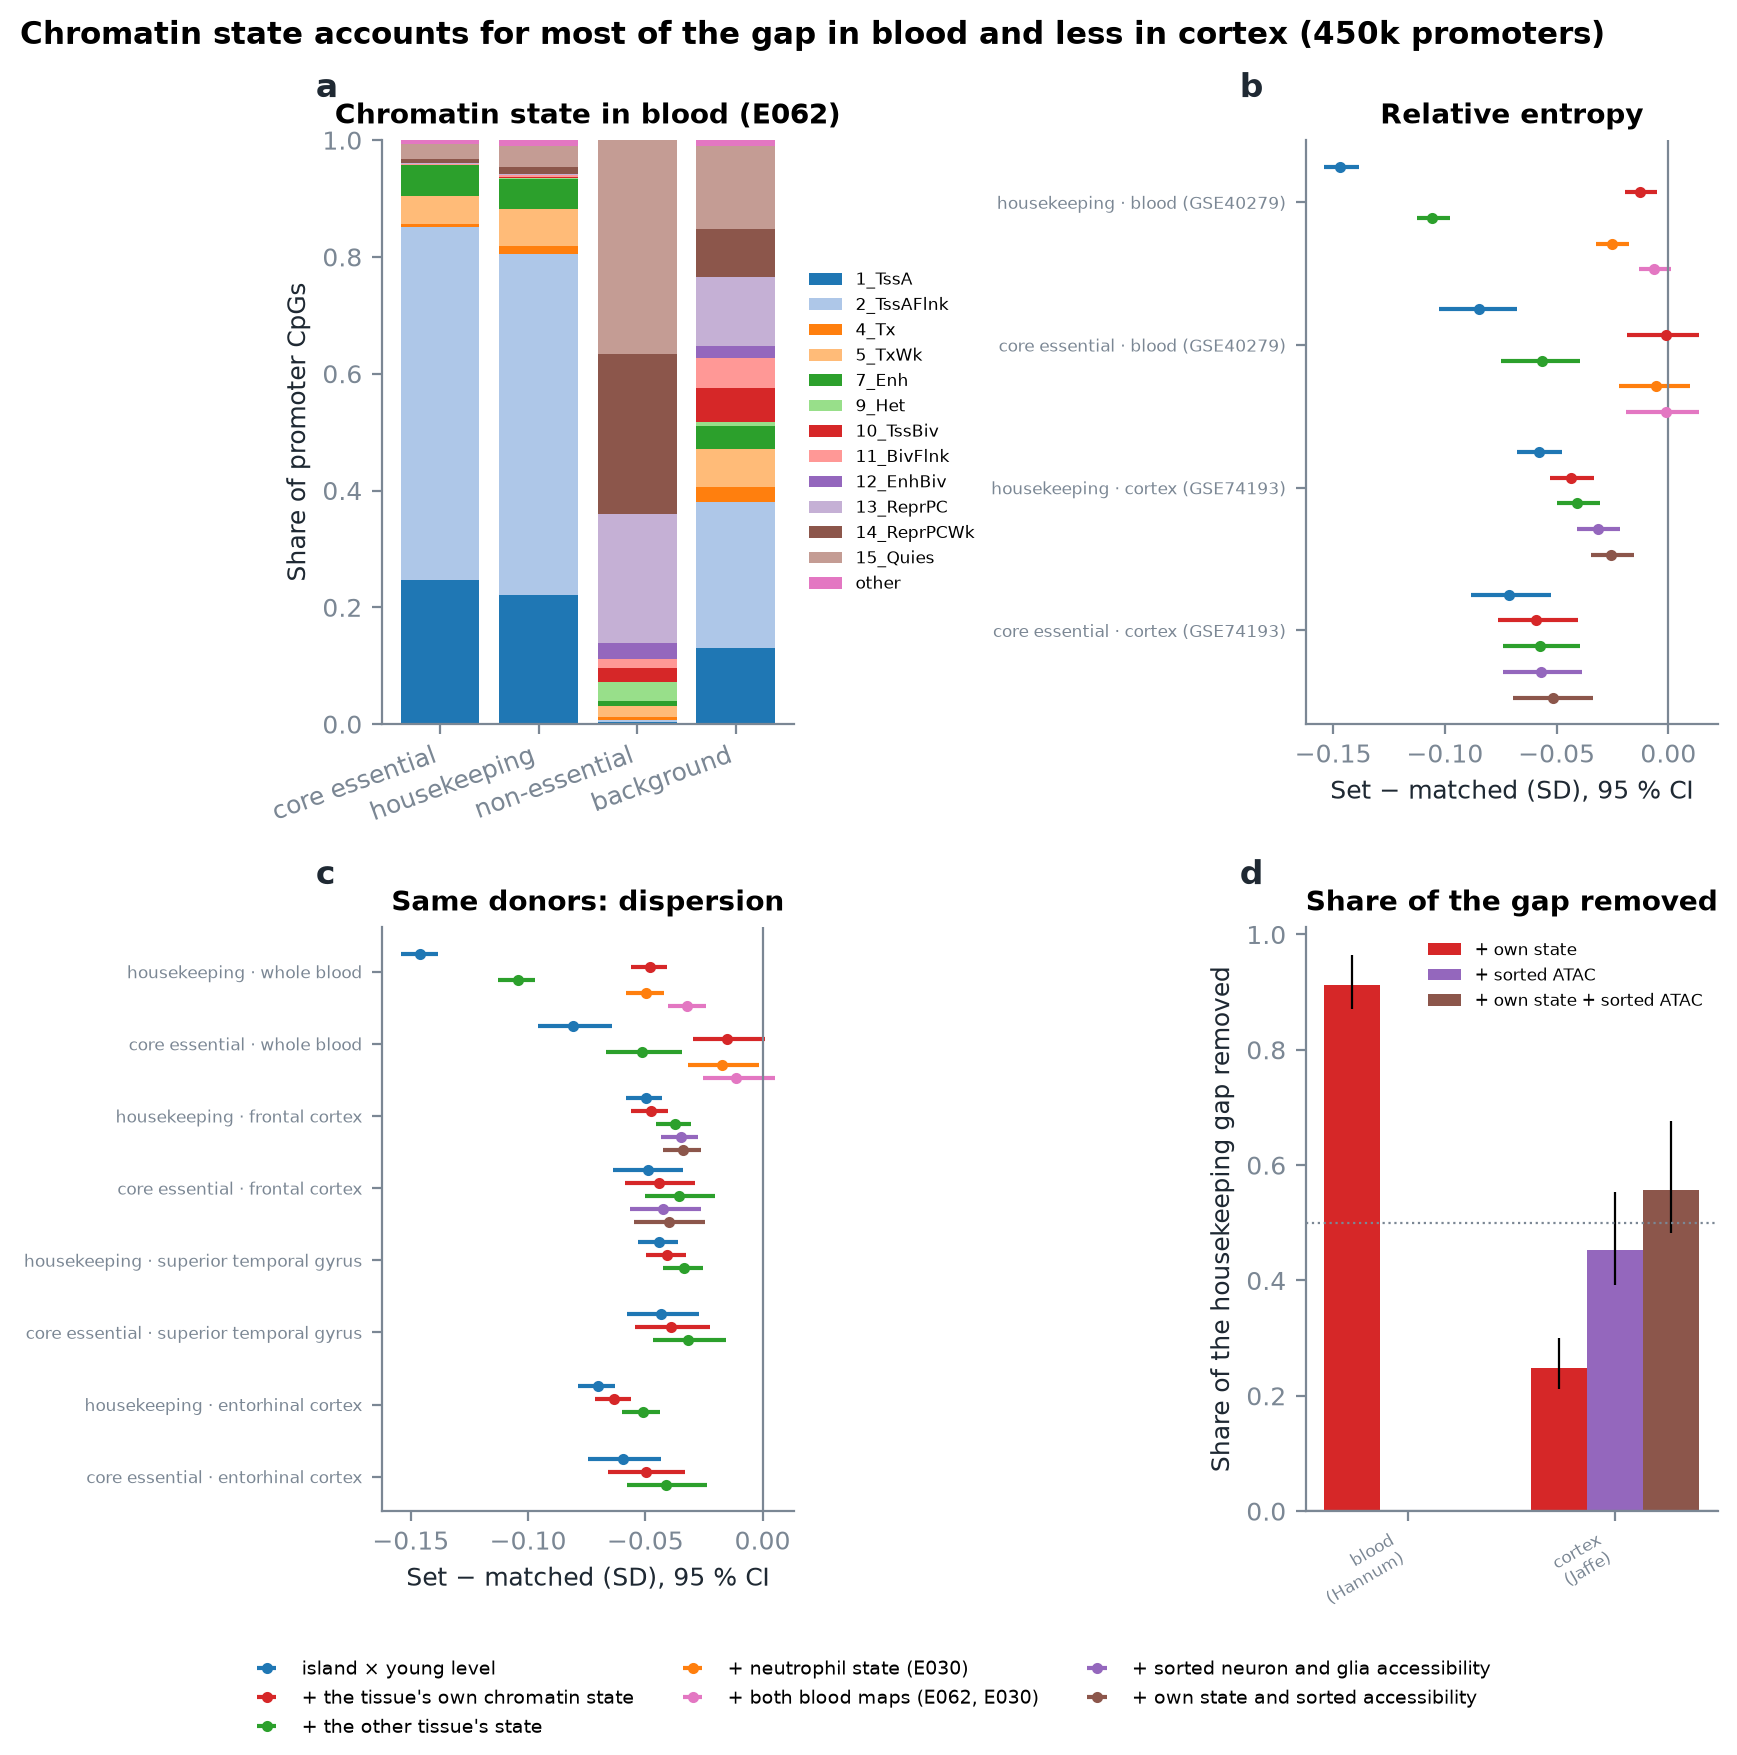 Chromatin state accounts for most of the gap in blood and less in cortex (450k promoters)
a
Chromatin state in blood (E062)
Share of promoter CpGs
1.0
0.8
0.6
0.4
0.2
0.0
core essential
housekeeping
non-essential
background
1_TssA
2_TssAFlnk
4_Tx
5_TxWk
7_Enh
9_Het
10_TssBiv
11_BivFlnk
12_EnhBiv
13_ReprPC
14_ReprPCWk
15_Quies
other
b
Relative entropy
housekeeping · blood (GSE40279)
core essential · blood (GSE40279)
housekeeping · cortex (GSE74193)
core essential · cortex (GSE74193)
−0.15
−0.10
−0.05
0.00
Set − matched (SD), 95 % CI
c
Same donors: dispersion
housekeeping · whole blood
core essential · whole blood
housekeeping · frontal cortex
core essential · frontal cortex
housekeeping · superior temporal gyrus
core essential · superior temporal gyrus
housekeeping · entorhinal cortex
core essential · entorhinal cortex
−0.15
−0.10
−0.05
0.00
Set − matched (SD), 95 % CI
d
Share of the gap removed
Share of the housekeeping gap removed
1.0
0.8
0.6
0.4
0.2
0.0
+ own state
+ sorted ATAC
+ own state + sorted ATAC
blood
(Hannum)
cortex
(Jaffe)
island × young level
+ the tissue's own chromatin state
+ the other tissue's state
+ neutrophil state (E030)
+ both blood maps (E062, E030)
+ sorted neuron and glia accessibility
+ own state and sorted accessibility